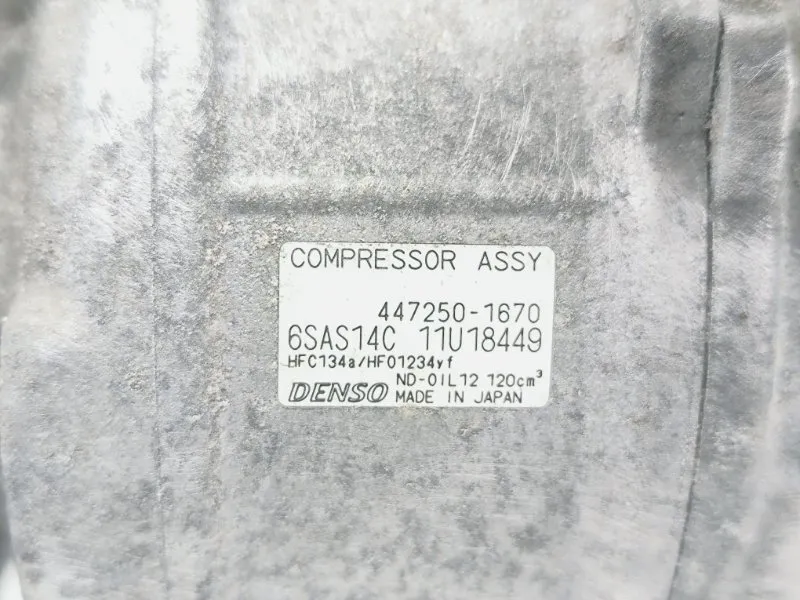 COMPRESSOR ASSY
447250-1670
6SAS14C 11U18449
HFC134a/HFO1234yf
ND-OIL12 120cm³
DENSO MADE IN JAPAN